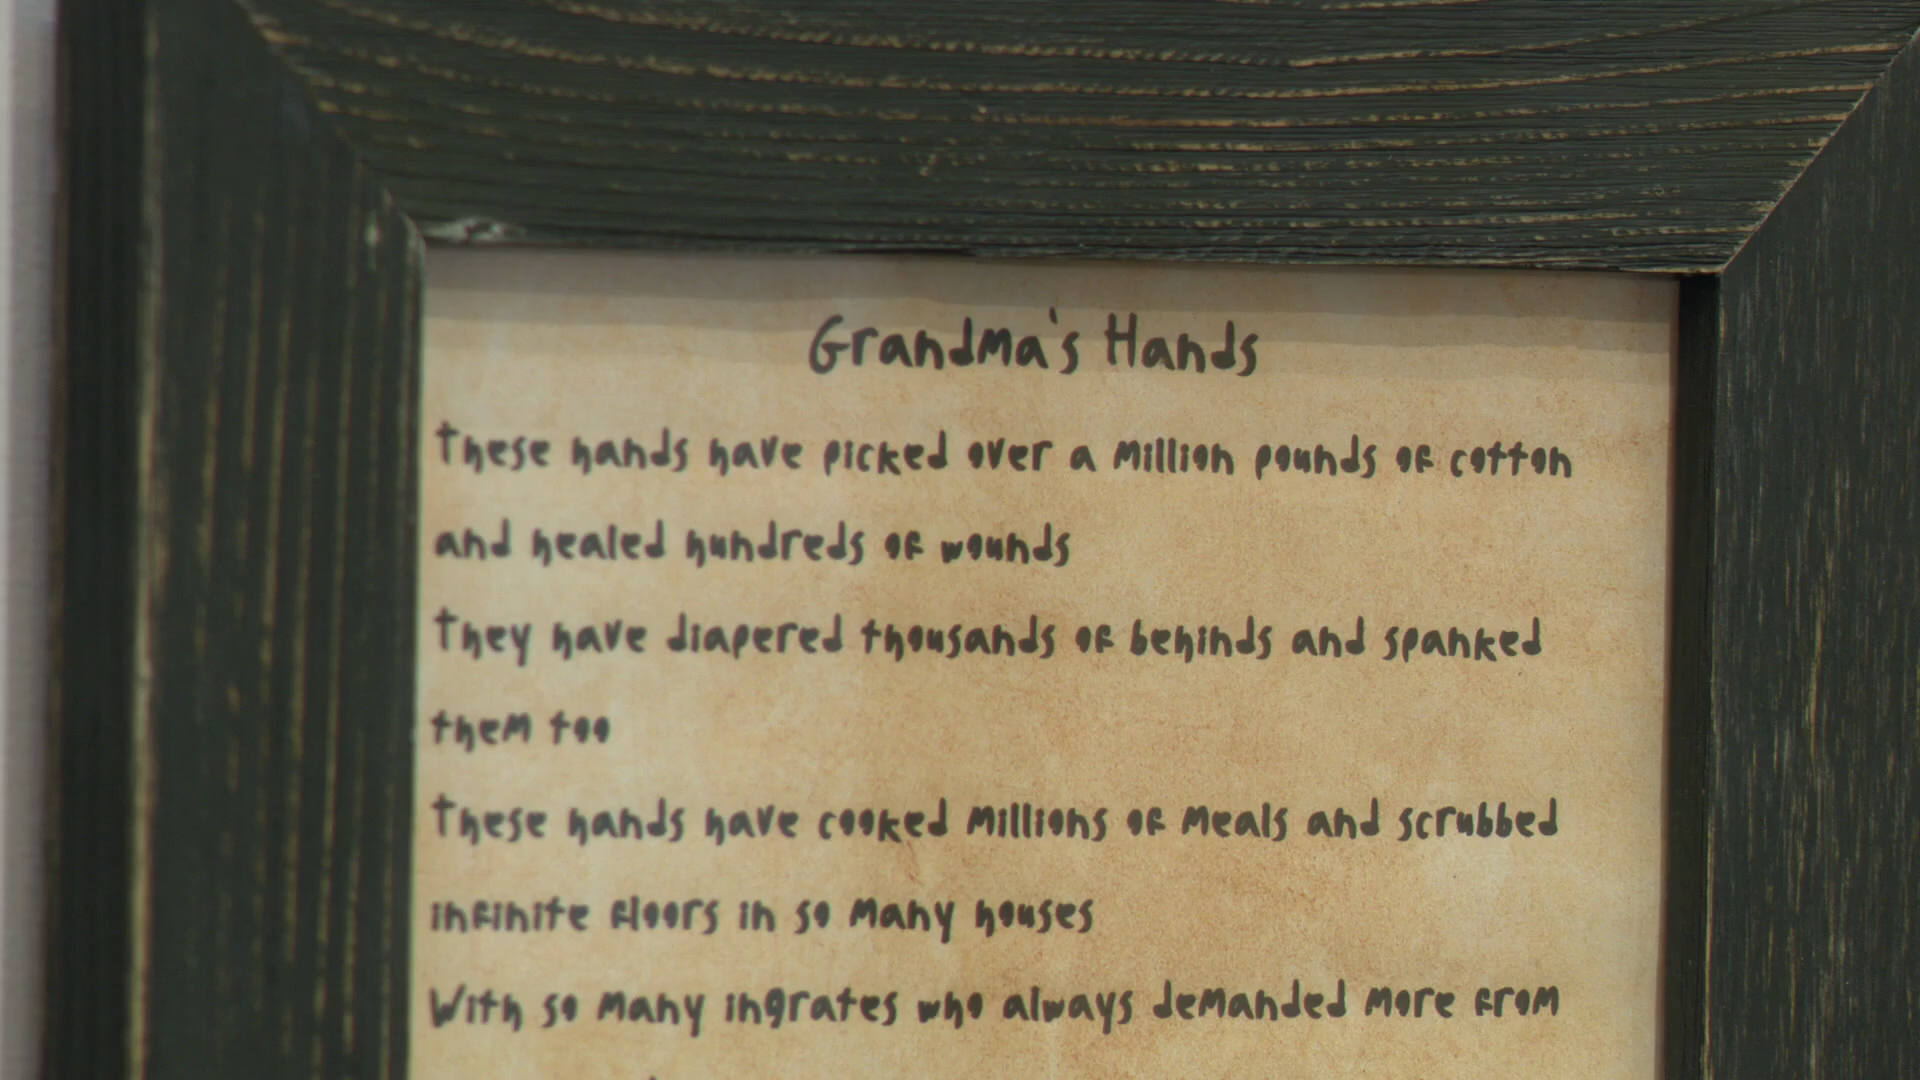 Grandma's Hands
These hands have picked over a million pounds of cotton
and healed hundreds of wounds
They have diapered thousands of behinds and spanked
them too
These hands have cooked millions of meals and scrubbed
infinite floors in so many houses
With so many ingrates who always demanded more from